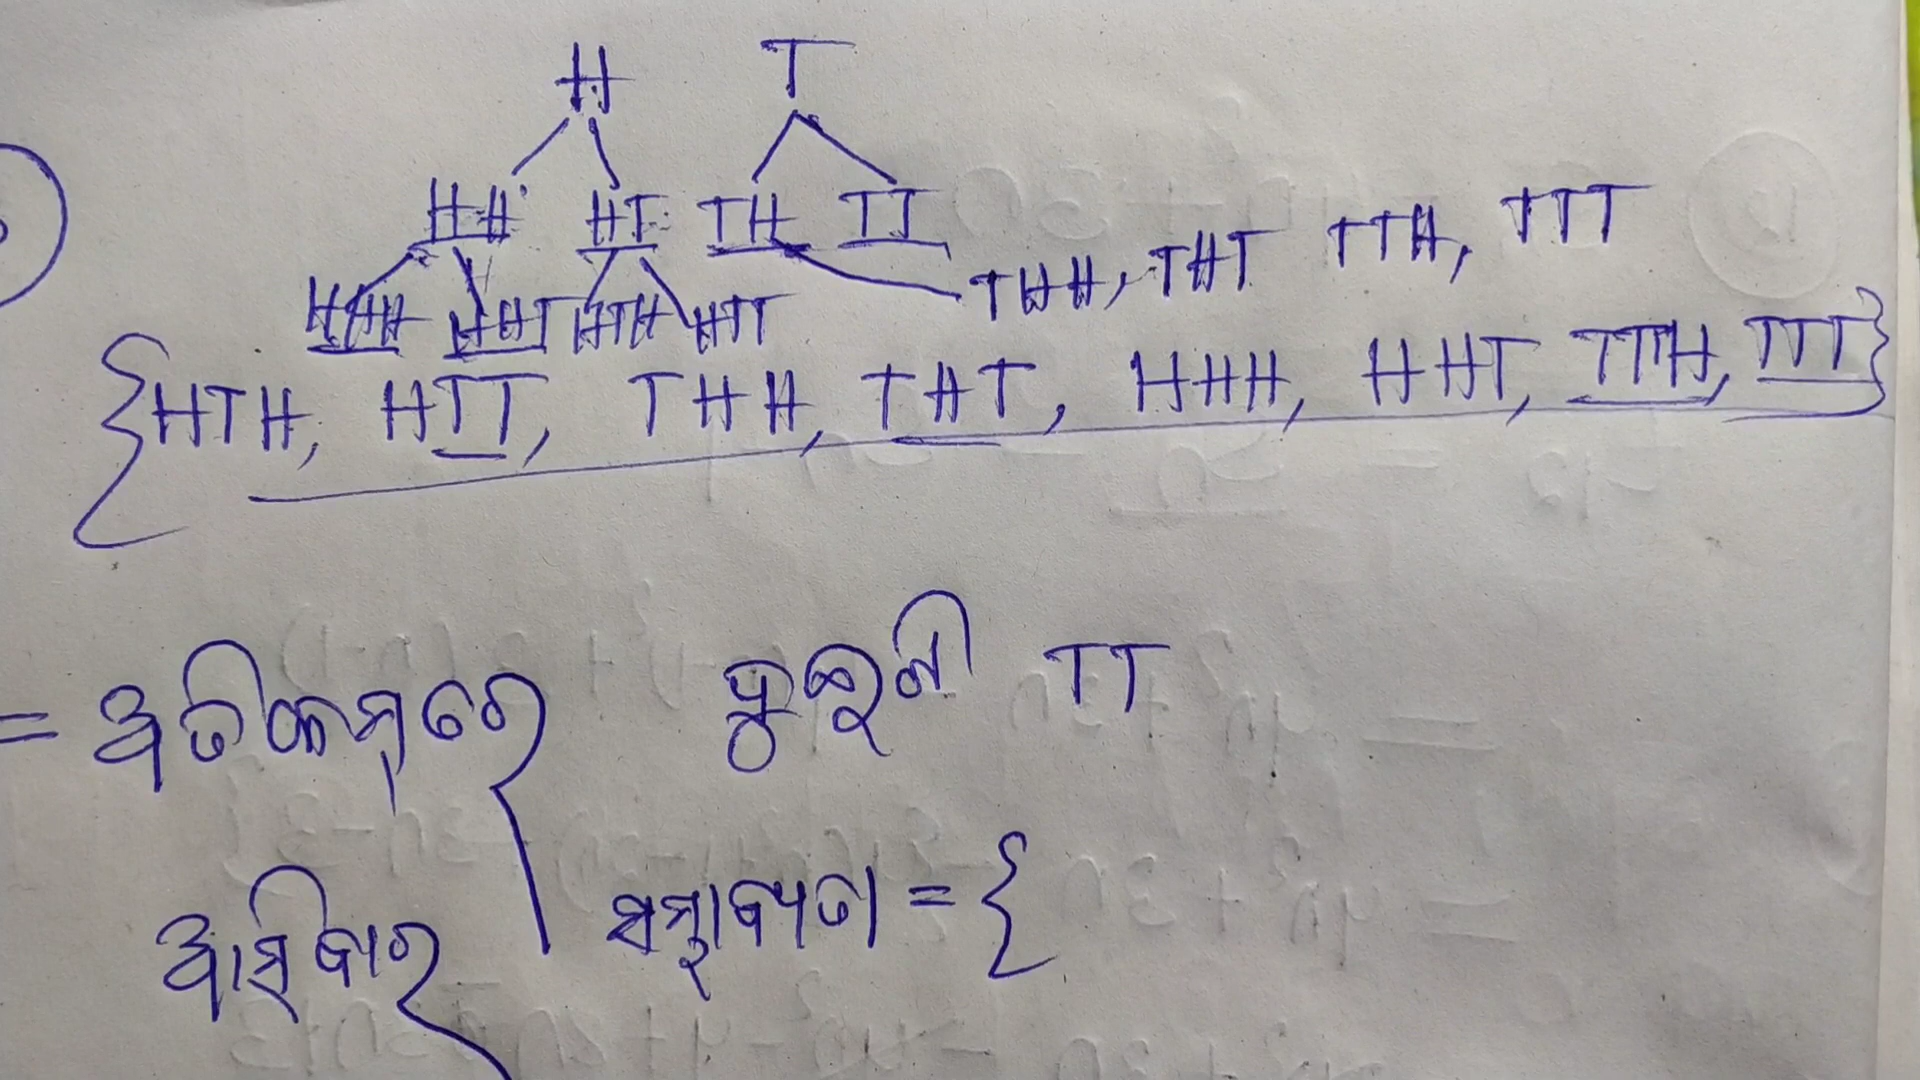 H T
HH HT TH TT
THH, THT TTH, TTT
HHH HHT HTH HTT
{HTH, HTT, THH, THT, HHH, HHT, TTH, TTT}
= ଅତିକମ୍‌ରେ TT
ଆସିବାର ସମ୍ଭାବ୍ୟତା = {